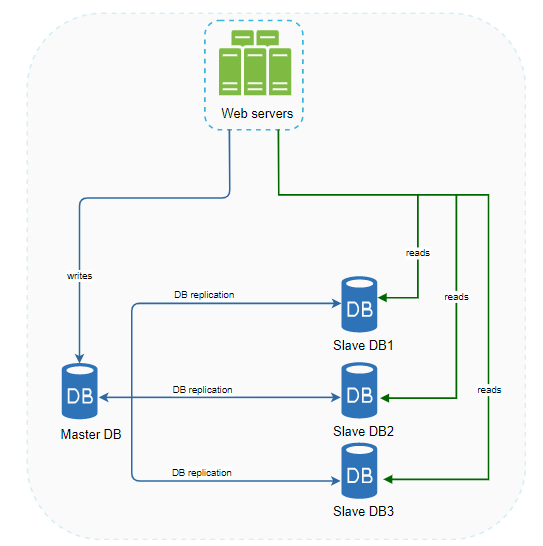 Web servers
writes
reads
DB replication
reads
DB
Slave DB1
DB
Master DB
DB replication
DB
Slave DB2
reads
DB replication
DB
Slave DB3